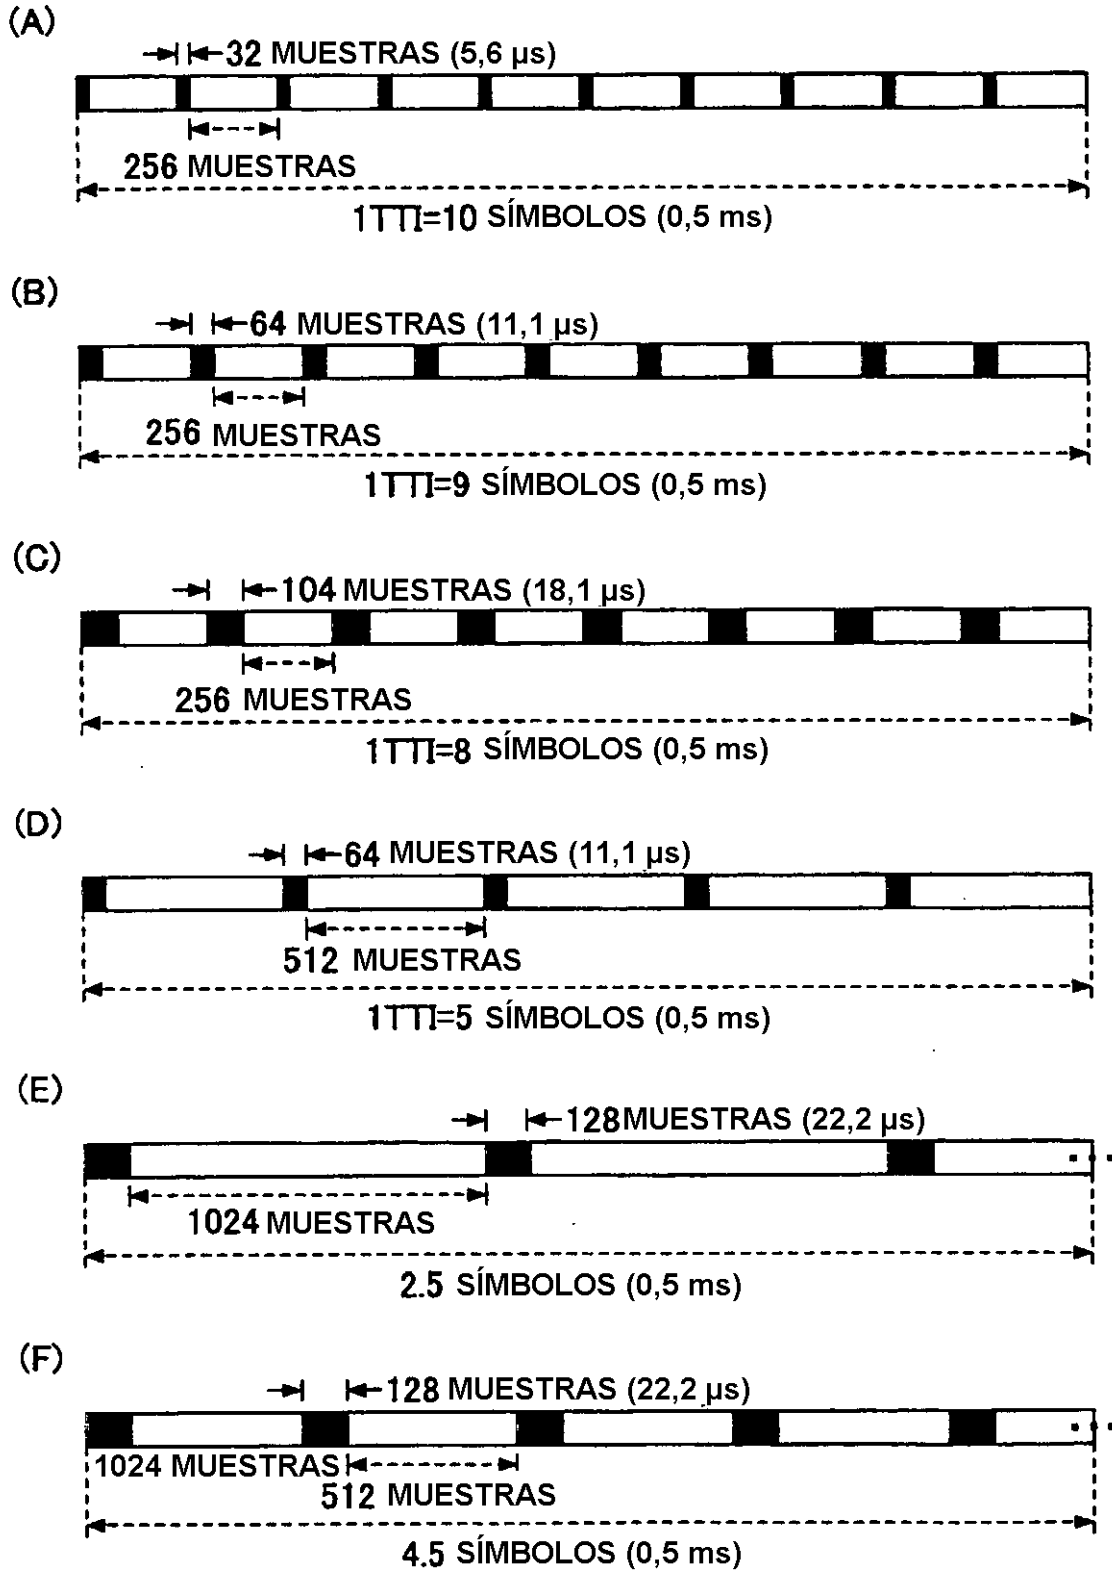 (A)
32 MUESTRAS (5,6 µs)
256 MUESTRAS
1TTI=10 SÍMBOLOS (0,5 ms)
(B)
64 MUESTRAS (11,1 µs)
256 MUESTRAS
1TTI=9 SÍMBOLOS (0,5 ms)
(C)
104 MUESTRAS (18,1 µs)
256 MUESTRAS
1TTI=8 SÍMBOLOS (0,5 ms)
(D)
64 MUESTRAS (11,1 µs)
512 MUESTRAS
1TTI=5 SÍMBOLOS (0,5 ms)
(E)
128 MUESTRAS (22,2 µs)
1024 MUESTRAS
2.5 SÍMBOLOS (0,5 ms)
(F)
128 MUESTRAS (22,2 µs)
1024 MUESTRAS
512 MUESTRAS
4.5 SÍMBOLOS (0,5 ms)